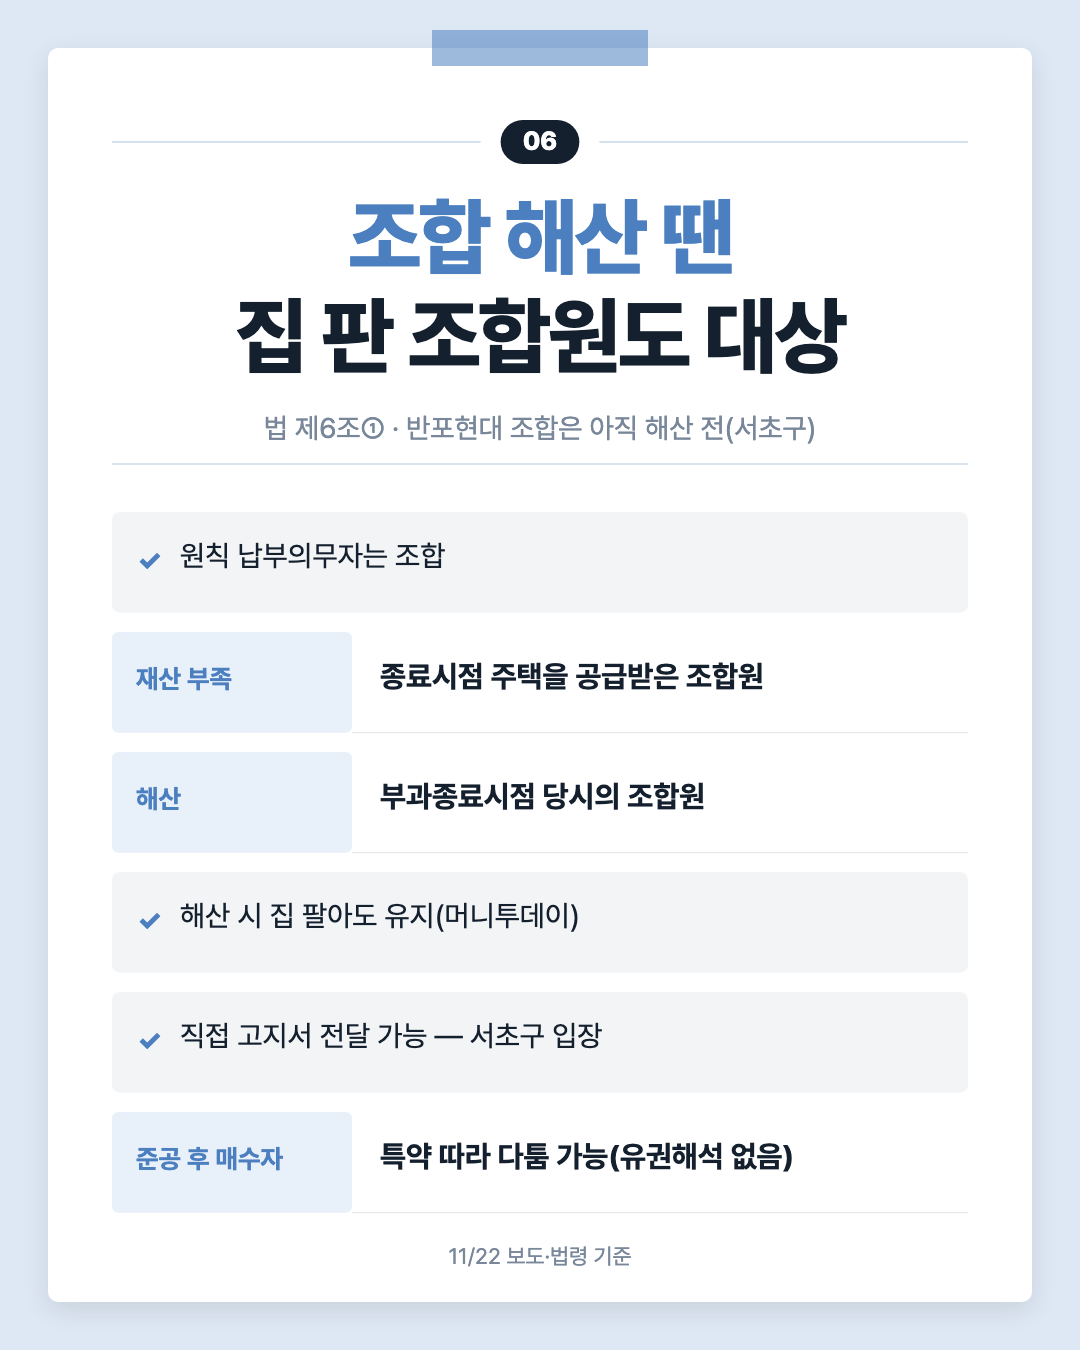 06
조합 해산 땐
집 판 조합원도 대상
법 제6조① · 반포현대 조합은 아직 해산 전(서초구)
원칙 납부의무자는 조합
재산 부족 종료시점 주택을 공급받은 조합원
해산 부과종료시점 당시의 조합원
해산 시 집 팔아도 유지(머니투데이)
직접 고지서 전달 가능 — 서초구 입장
준공 후 매수자 특약 따라 다툼 가능(유권해석 없음)
11/22 보도·법령 기준